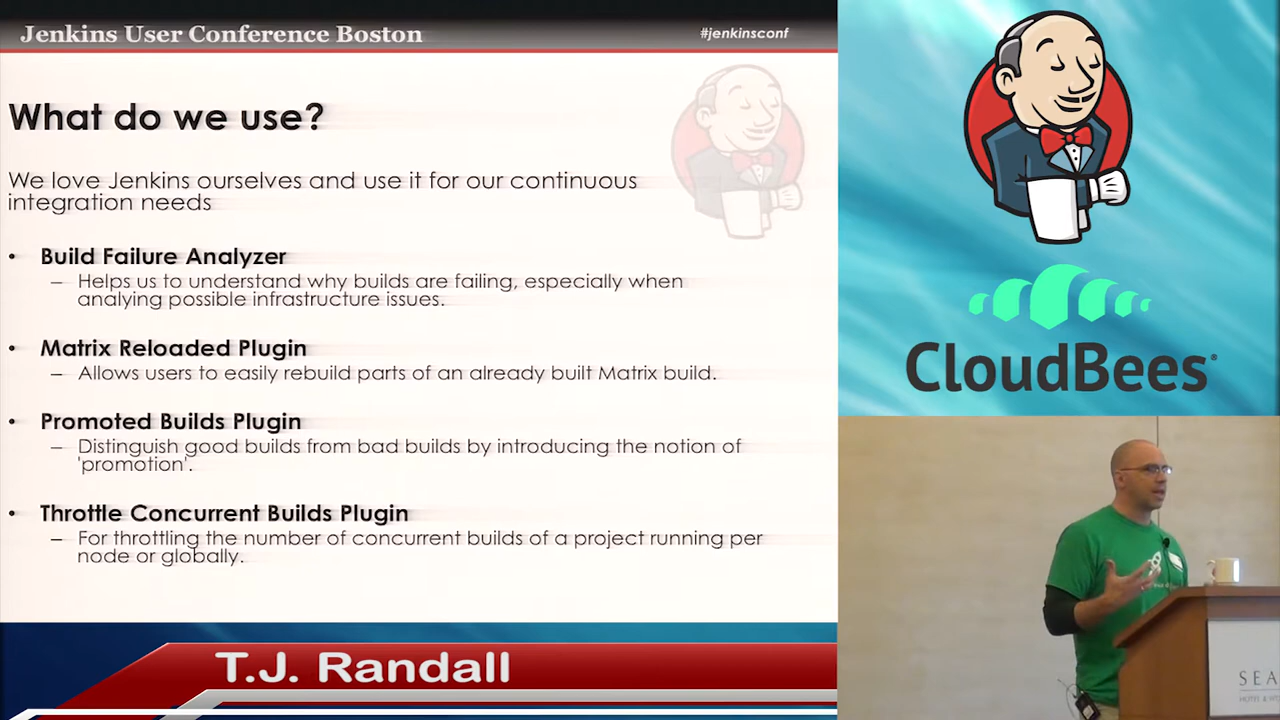 Jenkins User Conference Boston
#jenkinsconf
What do we use?
We love Jenkins ourselves and use it for our continuous
integration needs
• Build Failure Analyzer
– Helps us to understand why builds are failing, especially when
analying possible infrastructure issues.
• Matrix Reloaded Plugin
– Allows users to easily rebuild parts of an already built Matrix build.
• Promoted Builds Plugin
– Distinguish good builds from bad builds by introducing the notion of
'promotion'.
• Throttle Concurrent Builds Plugin
– For throttling the number of concurrent builds of a project running per
node or globally.
T.J. Randall
CloudBees®
SEA
HOTEL &